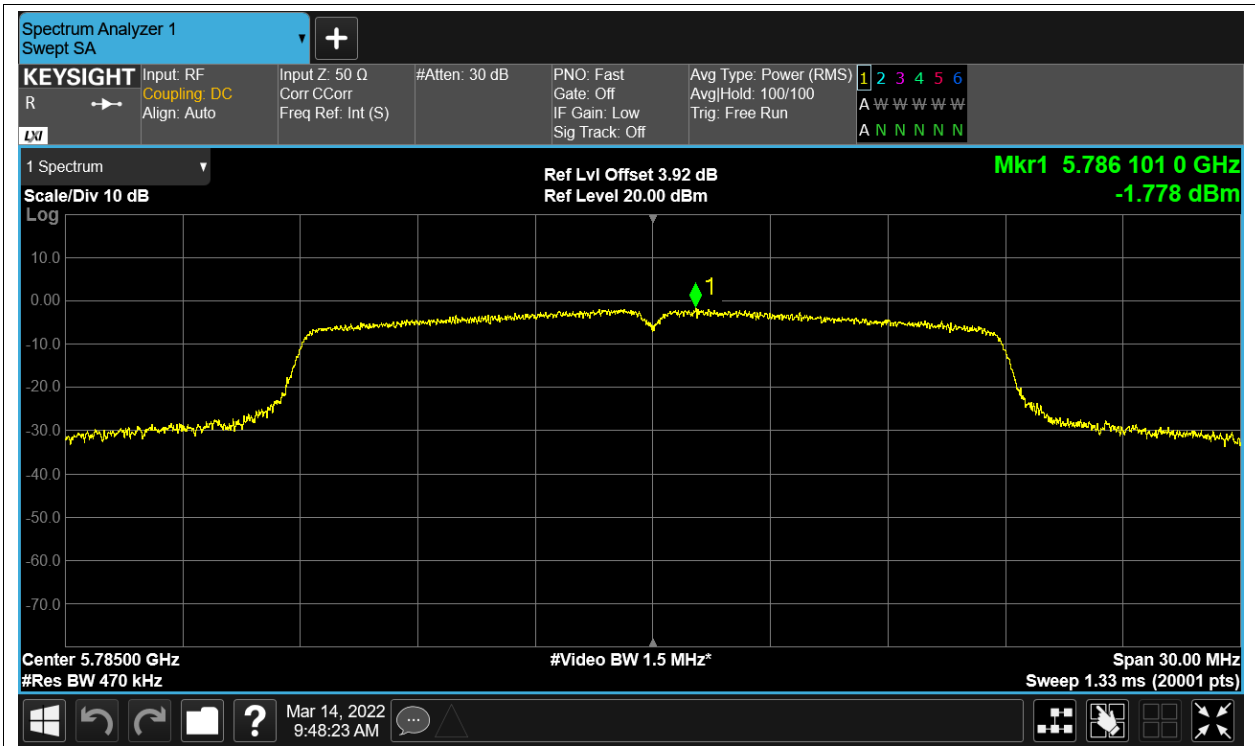 Spectrum Analyzer 1
Swept SA
KEYSIGHT
R
LXI
Input: RF
Coupling: DC
Align: Auto
Input Z: 50 Ω
Corr CCorr
Freq Ref: Int (S)
#Atten: 30 dB
PNO: Fast
Gate: Off
IF Gain: Low
Sig Track: Off
Avg Type: Power (RMS)
Avg|Hold: 100/100
Trig: Free Run
1 2 3 4 5 6
A W W W W W
A N N N N N
1 Spectrum
Scale/Div 10 dB
Log
Ref Lvl Offset 3.92 dB
Ref Level 20.00 dBm
Mkr1 5.786 101 0 GHz
-1.778 dBm
1
10.0
0.00
-10.0
-20.0
-30.0
-40.0
-50.0
-60.0
-70.0
Center 5.78500 GHz
#Res BW 470 kHz
#Video BW 1.5 MHz*
Span 30.00 MHz
Sweep 1.33 ms (20001 pts)
?
Mar 14, 2022
9:48:23 AM